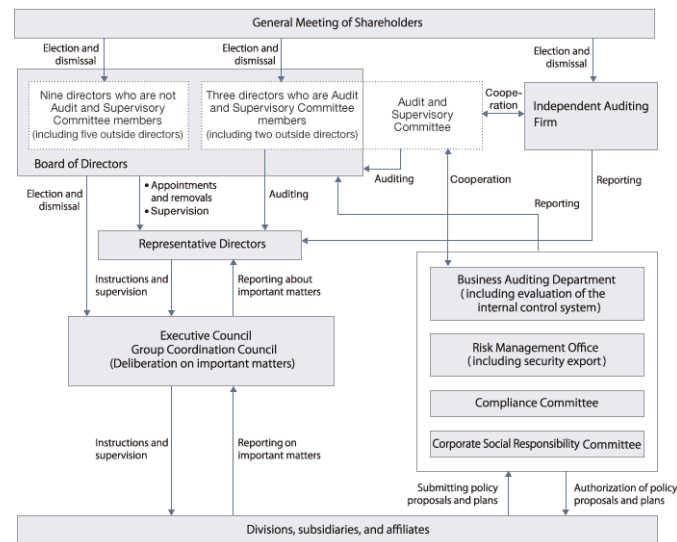 General Meeting of Shareholders
Election and
dismissal
Election and
dismissal
Election and
dismissal
Nine directors who are not
Audit and Supervisory
Committee members
(including five outside directors)
Three directors who are Audit
and Supervisory Committee
members
(including two outside directors)
Audit and
Supervisory
Committee
Coope-
ration
Independent Auditing
Firm
Board of Directors
Election and
dismissal
• Appointments
and removals
• Supervision
Auditing
Auditing
Cooperation
Reporting
Reporting
Representative Directors
Instructions and
supervision
Reporting about
important matters
Business Auditing Department
(including evaluation of the
internal control system)
Executive Council
Group Coordination Council
(Deliberation on important matters)
Risk Management Office
(including security export)
Compliance Committee
Corporate Social Responsibility Committee
Instructions and
supervision
Reporting on
important matters
Submitting policy
proposals and plans
Authorization of policy
proposals and plans
Divisions, subsidiaries, and affiliates